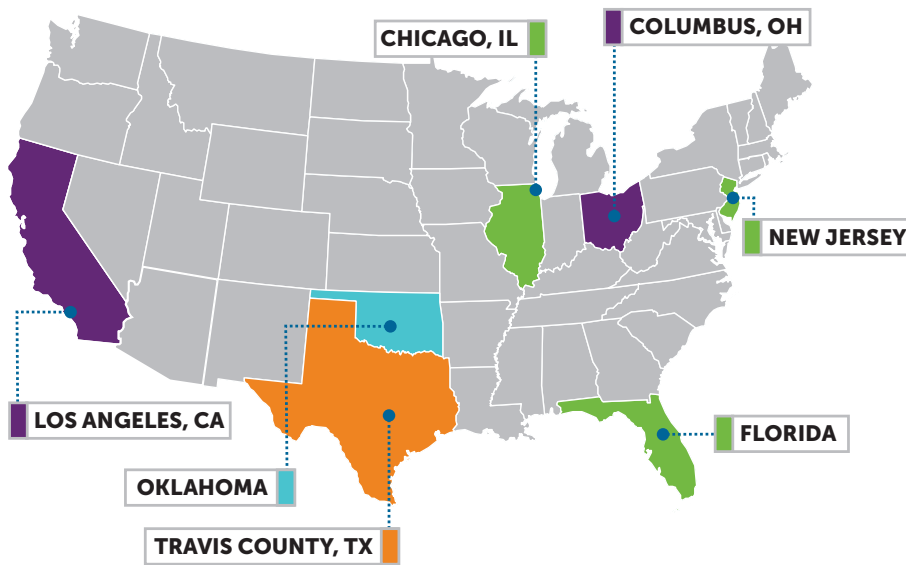 CHICAGO, IL
COLUMBUS, OH
NEW JERSEY
LOS ANGELES, CA
FLORIDA
OKLAHOMA
TRAVIS COUNTY, TX